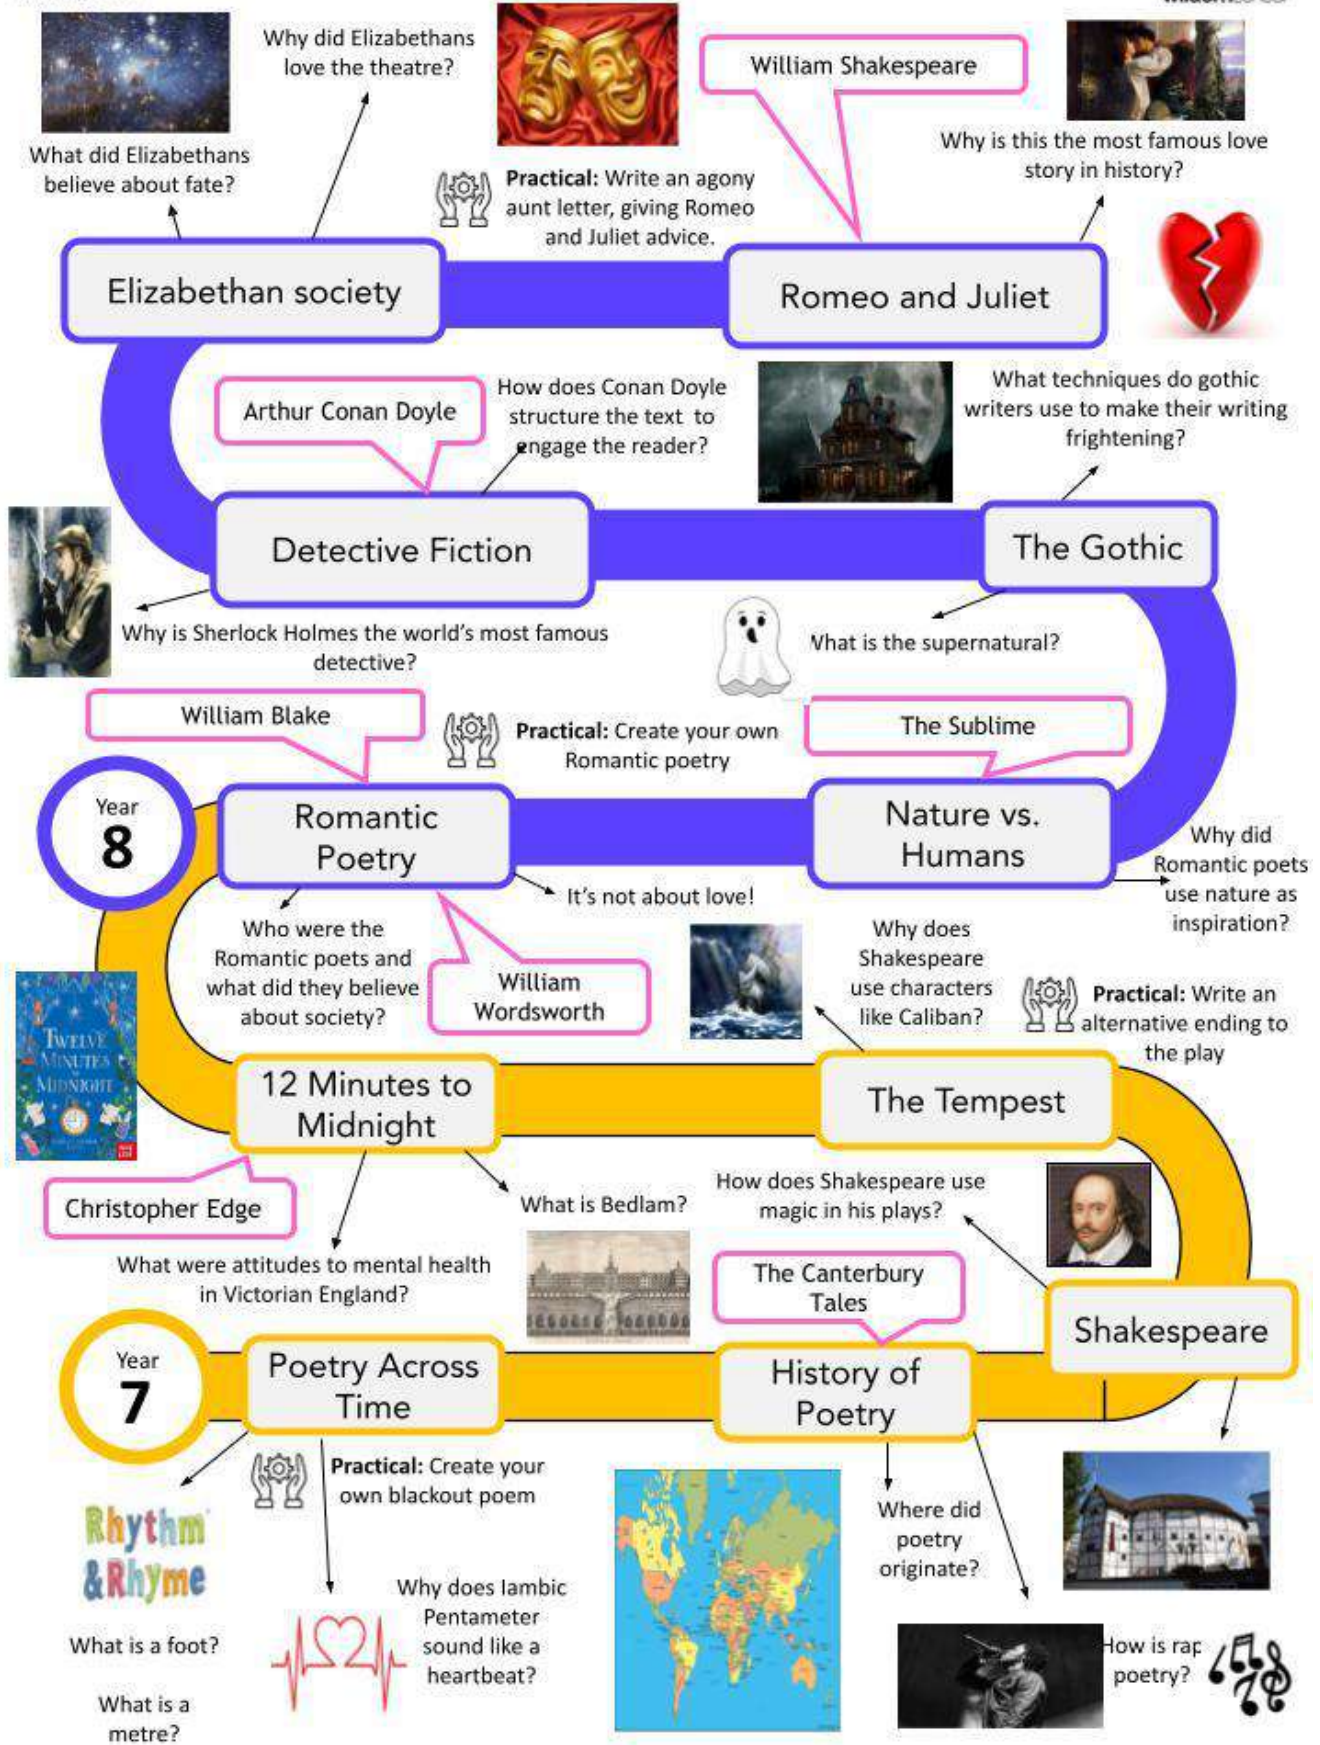 Why did Elizabethans
love the theatre?
William Shakespeare
What did Elizabethans
believe about fate?
Practical: Write an agony
aunt letter, giving Romeo
and Juliet advice.
Why is this the most famous love
story in history?
Elizabethan society
Romeo and Juliet
Arthur Conan Doyle
How does Conan Doyle
structure the text to
engage the reader?
What techniques do gothic
writers use to make their writing
frightening?
Detective Fiction
The Gothic
Why is Sherlock Holmes the world's most famous
detective?
What is the supernatural?
William Blake
Practical: Create your own
Romantic poetry
The Sublime
Year
8
Romantic
Poetry
Nature vs.
Humans
Why did
Romantic poets
use nature as
inspiration?
It's not about love!
Who were the
Romantic poets and
what did they believe
about society?
William
Wordsworth
Why does
Shakespeare
use characters
like Caliban?
Practical: Write an
alternative ending to
the play
TWELVE
MINUTES
TO
MIDNIGHT
12 Minutes to
Midnight
The Tempest
Christopher Edge
What is Bedlam?
How does Shakespeare use
magic in his plays?
What were attitudes to mental health
in Victorian England?
The Canterbury
Tales
Shakespeare
Year
7
Poetry Across
Time
History of
Poetry
Practical: Create your
own blackout poem
Rhythm
&Rhyme
Where did
poetry
originate?
Why does Iambic
Pentameter
sound like a
heartbeat?
What is a foot?
How is rap
poetry?
What is a
metre?